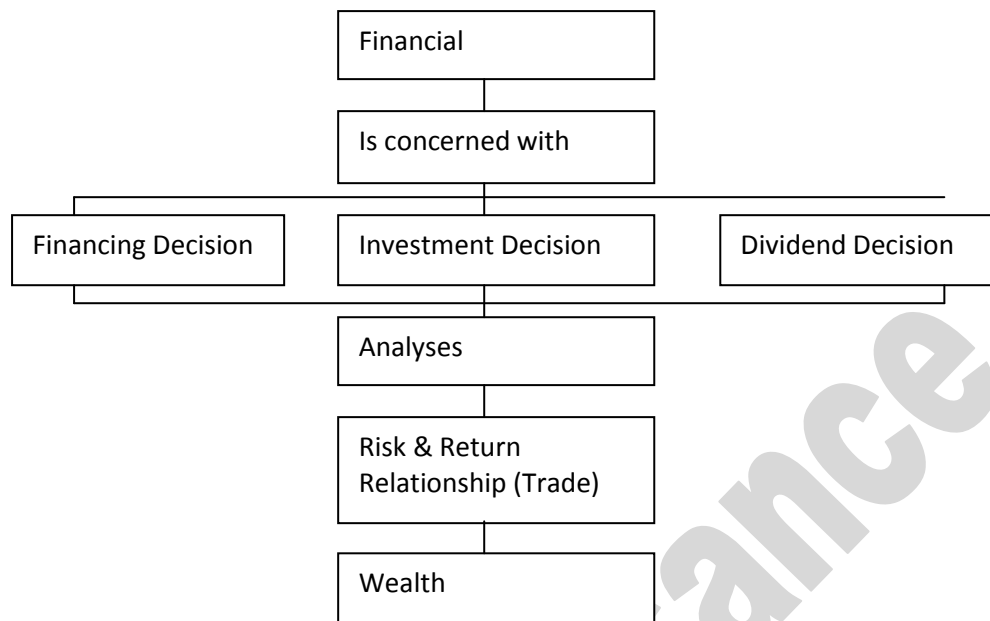 Financial
Is concerned with
Financing Decision
Investment Decision
Dividend Decision
Analyses
Risk & Return
Relationship (Trade)
Wealth